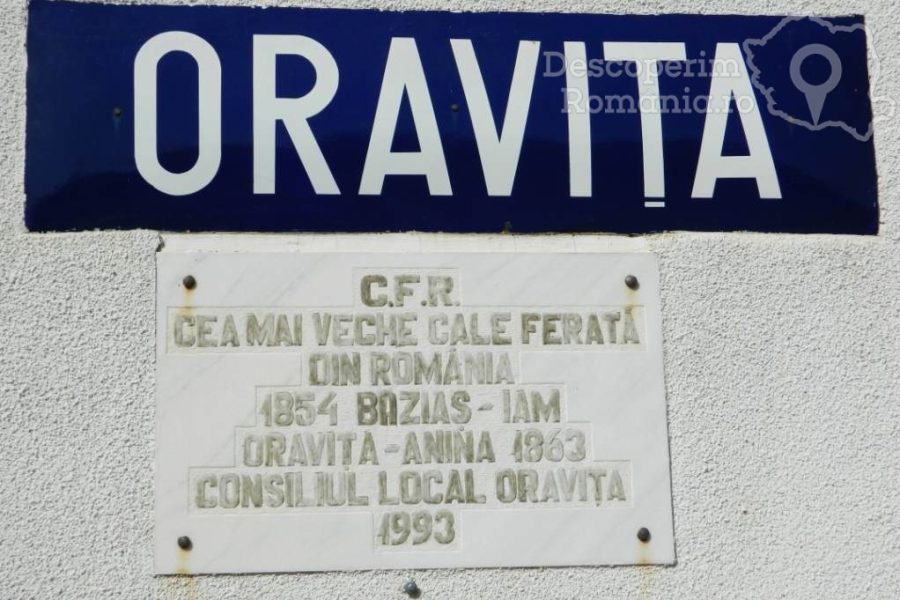 ORAVIȚA
Descoperim
Romania.ro
C.F.R.
CEA MAI VECHE CALE FERATĂ
DIN ROMÂNIA
1854 BAZIAȘ - IAM
ORAVIȚA - ANINA 1863
CONSILIUL LOCAL ORAVIȚA
1993